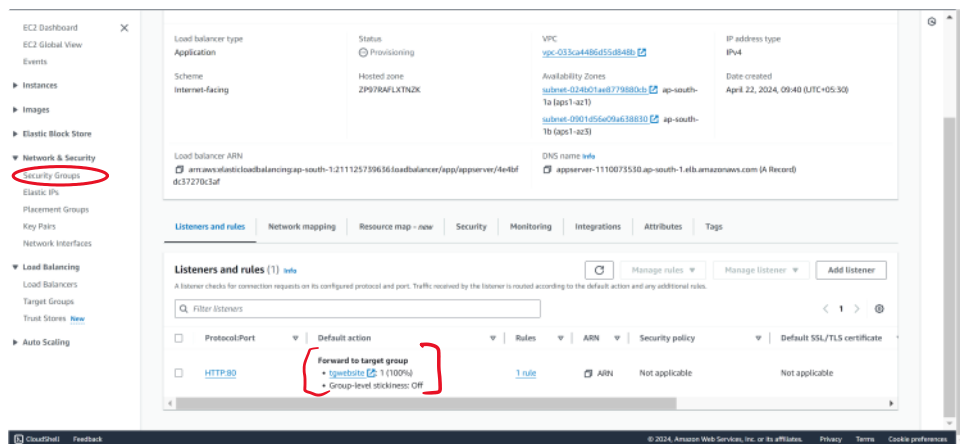 EC2 Dashboard
EC2 Global View
Events
Instances
Images
Elastic Block Store
Network & Security
Security Groups
Elastic IPs
Placement Groups
Key Pairs
Network Interfaces
Load Balancing
Load Balancers
Target Groups
Trust Stores New
Auto Scaling
Load balancer type
Application
Status
Provisioning
VPC
vpc-033ca4486d55d848b
IP address type
IPv4
Scheme
Internet-facing
Hosted zone
ZP97RAFLXTNZK
Availability Zones
subnet-024b01ae8779880cb ap-south-
1a (aps1-az1)
subnet-0901d56e09a638830 ap-south-
1b (aps1-az3)
Date created
April 22, 2024, 09:40 (UTC+05:30)
Load balancer ARN
arn:aws:elasticloadbalancing:ap-south-1:211125739636:loadbalancer/app/appserver/4e4bf
dc37270c3af
DNS name Info
appserver-1110073530.ap-south-1.elb.amazonaws.com (A Record)
Listeners and rules Network mapping Resource map - new Security Monitoring Integrations Attributes Tags
Listeners and rules (1) Info
Manage rules Manage listener Add listener
A listener checks for connection requests on its configured protocol and port. Traffic received by the listener is routed according to the default action and any additional rules.
Filter listeners
1
Protocol:Port Default action Rules ARN Security policy Default SSL/TLS certificate
HTTP:80
Forward to target group
• tgwebsite : 1 (100%)
• Group-level stickiness: Off
1 rule
ARN
Not applicable
Not applicable
CloudShell Feedback
© 2024, Amazon Web Services, Inc. or its affiliates. Privacy Terms Cookie preferences